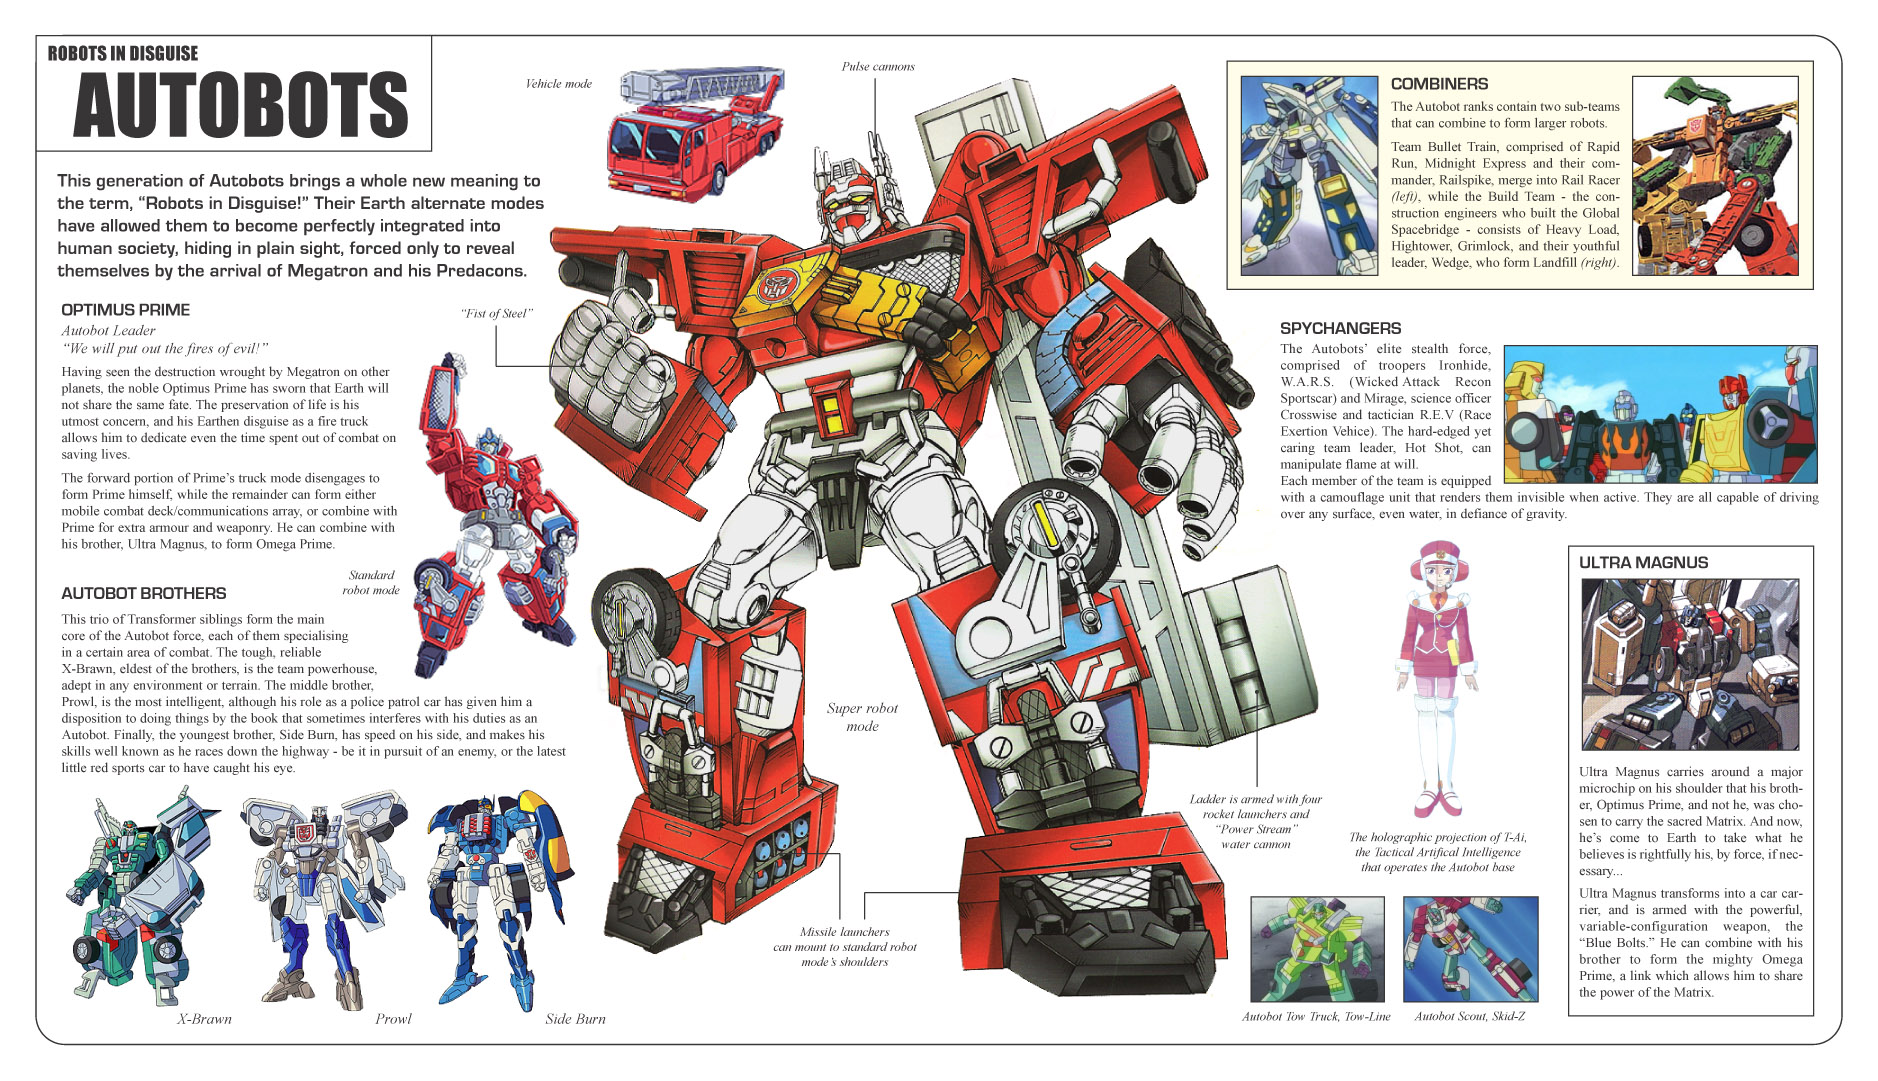 ROBOTS IN DISGUISE
AUTOBOTS
This generation of Autobots brings a whole new meaning to
the term, “Robots in Disguise!” Their Earth alternate modes
have allowed them to become perfectly integrated into
human society, hiding in plain sight, forced only to reveal
themselves by the arrival of Megatron and his Predacons.
OPTIMUS PRIME
Autobot Leader
“We will put out the fires of evil!”
Having seen the destruction wrought by Megatron on other
planets, the noble Optimus Prime has sworn that Earth will
not share the same fate. The preservation of life is his
utmost concern, and his Earthen disguise as a fire truck
allows him to dedicate even the time spent out of combat on
saving lives.
The forward portion of Prime’s truck mode disengages to
form Prime himself, while the remainder can form either
mobile combat deck/communications array, or combine with
Prime for extra armour and weaponry. He can combine with
his brother, Ultra Magnus, to form Omega Prime.
AUTOBOT BROTHERS
This trio of Transformer siblings form the main
core of the Autobot force, each of them specialising
in a certain area of combat. The tough, reliable
X-Brawn, eldest of the brothers, is the team powerhouse,
adept in any environment or terrain. The middle brother,
Prowl, is the most intelligent, although his role as a police patrol car has given him a
disposition to doing things by the book that sometimes interferes with his duties as an
Autobot. Finally, the youngest brother, Side Burn, has speed on his side, and makes his
skills well known as he races down the highway - be it in pursuit of an enemy, or the latest
little red sports car to have caught his eye.
X-Brawn
Prowl
Side Burn
Vehicle mode
Pulse cannons
“Fist of Steel”
Standard
robot mode
Super robot
mode
Missile launchers
can mount to standard robot
mode’s shoulders
Ladder is armed with four
rocket launchers and
“Power Stream”
water cannon
COMBINERS
The Autobot ranks contain two sub-teams
that can combine to form larger robots.
Team Bullet Train, comprised of Rapid
Run, Midnight Express and their com-
mander, Railspike, merge into Rail Racer
(left), while the Build Team - the con-
struction engineers who built the Global
Spacebridge - consists of Heavy Load,
Hightower, Grimlock, and their youthful
leader, Wedge, who form Landfill (right).
SPYCHANGERS
The Autobots’ elite stealth force,
comprised of troopers Ironhide,
W.A.R.S. (Wicked Attack Recon
Sportscar) and Mirage, science officer
Crosswise and tactician R.E.V (Race
Exertion Vehice). The hard-edged yet
caring team leader, Hot Shot, can
manipulate flame at will.
Each member of the team is equipped
with a camouflage unit that renders them invisible when active. They are all capable of driving
over any surface, even water, in defiance of gravity.
The holographic projection of T-Ai,
the Tactical Artifical Intelligence
that operates the Autobot base
Autobot Tow Truck, Tow-Line
Autobot Scout, Skid-Z
ULTRA MAGNUS
Ultra Magnus carries around a major
microchip on his shoulder that his broth-
er, Optimus Prime, and not he, was cho-
sen to carry the sacred Matrix. And now,
he’s come to Earth to take what he
believes is rightfully his, by force, if nec-
essary...
Ultra Magnus transforms into a car car-
rier, and is armed with the powerful,
variable-configuration weapon, the
“Blue Bolts.” He can combine with his
brother to form the mighty Omega
Prime, a link which allows him to share
the power of the Matrix.